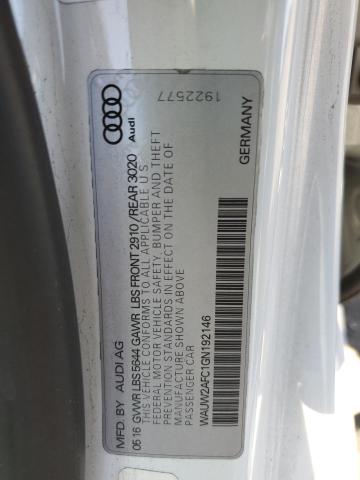 Audi
1922577
MFD. BY AUDI AG
05 16 GVWR LBS 5644 GAWR LBS FRONT 2910/REAR 3020
THIS VEHICLE CONFORMS TO ALL APPLICABLE U S
FEDERAL MOTOR VEHICLE SAFETY, BUMPER AND THEFT
PREVENTION STANDARDS IN EFFECT ON THE DATE OF
MANUFACTURE SHOWN ABOVE
PASSENGER CAR
WAUW2AFC1GN192146
GERMANY